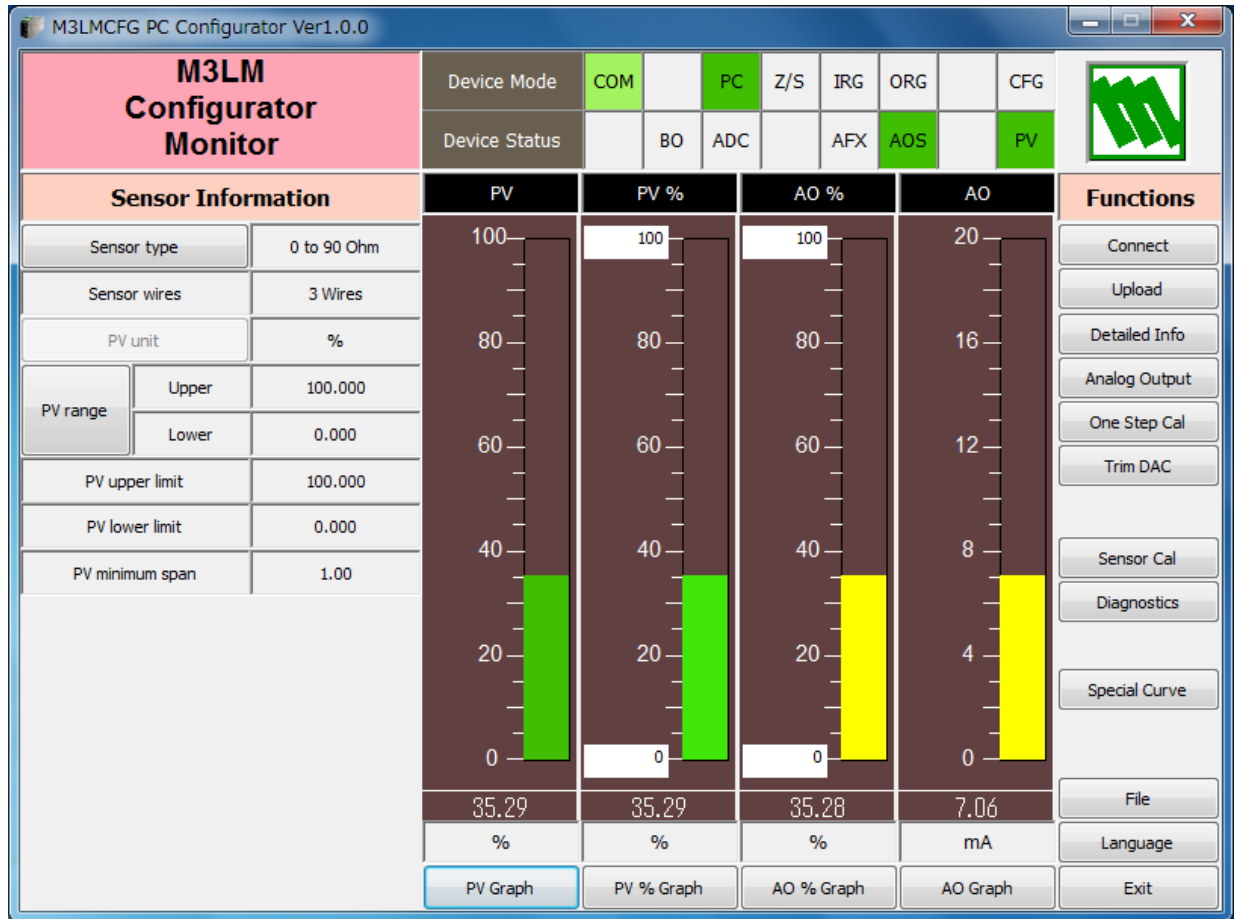 M3LMCFG PC Configurator Ver1.0.0
M3LM
Configurator
Monitor
Device Mode COM PC Z/S IRG ORG CFG
Device Status BO ADC AFX AOS PV
Sensor Information
Sensor type 0 to 90 Ohm
Sensor wires 3 Wires
PV unit %
PV range Upper 100.000
Lower 0.000
PV upper limit 100.000
PV lower limit 0.000
PV minimum span 1.00
PV PV % AO % AO
100 100 100 20
80 80 80 16
60 60 60 12
40 40 40 8
20 20 20 4
0 0 0 0
35.29 35.29 35.28 7.06
% % % mA
PV Graph PV % Graph AO % Graph AO Graph
Functions
Connect
Upload
Detailed Info
Analog Output
One Step Cal
Trim DAC
Sensor Cal
Diagnostics
Special Curve
File
Language
Exit